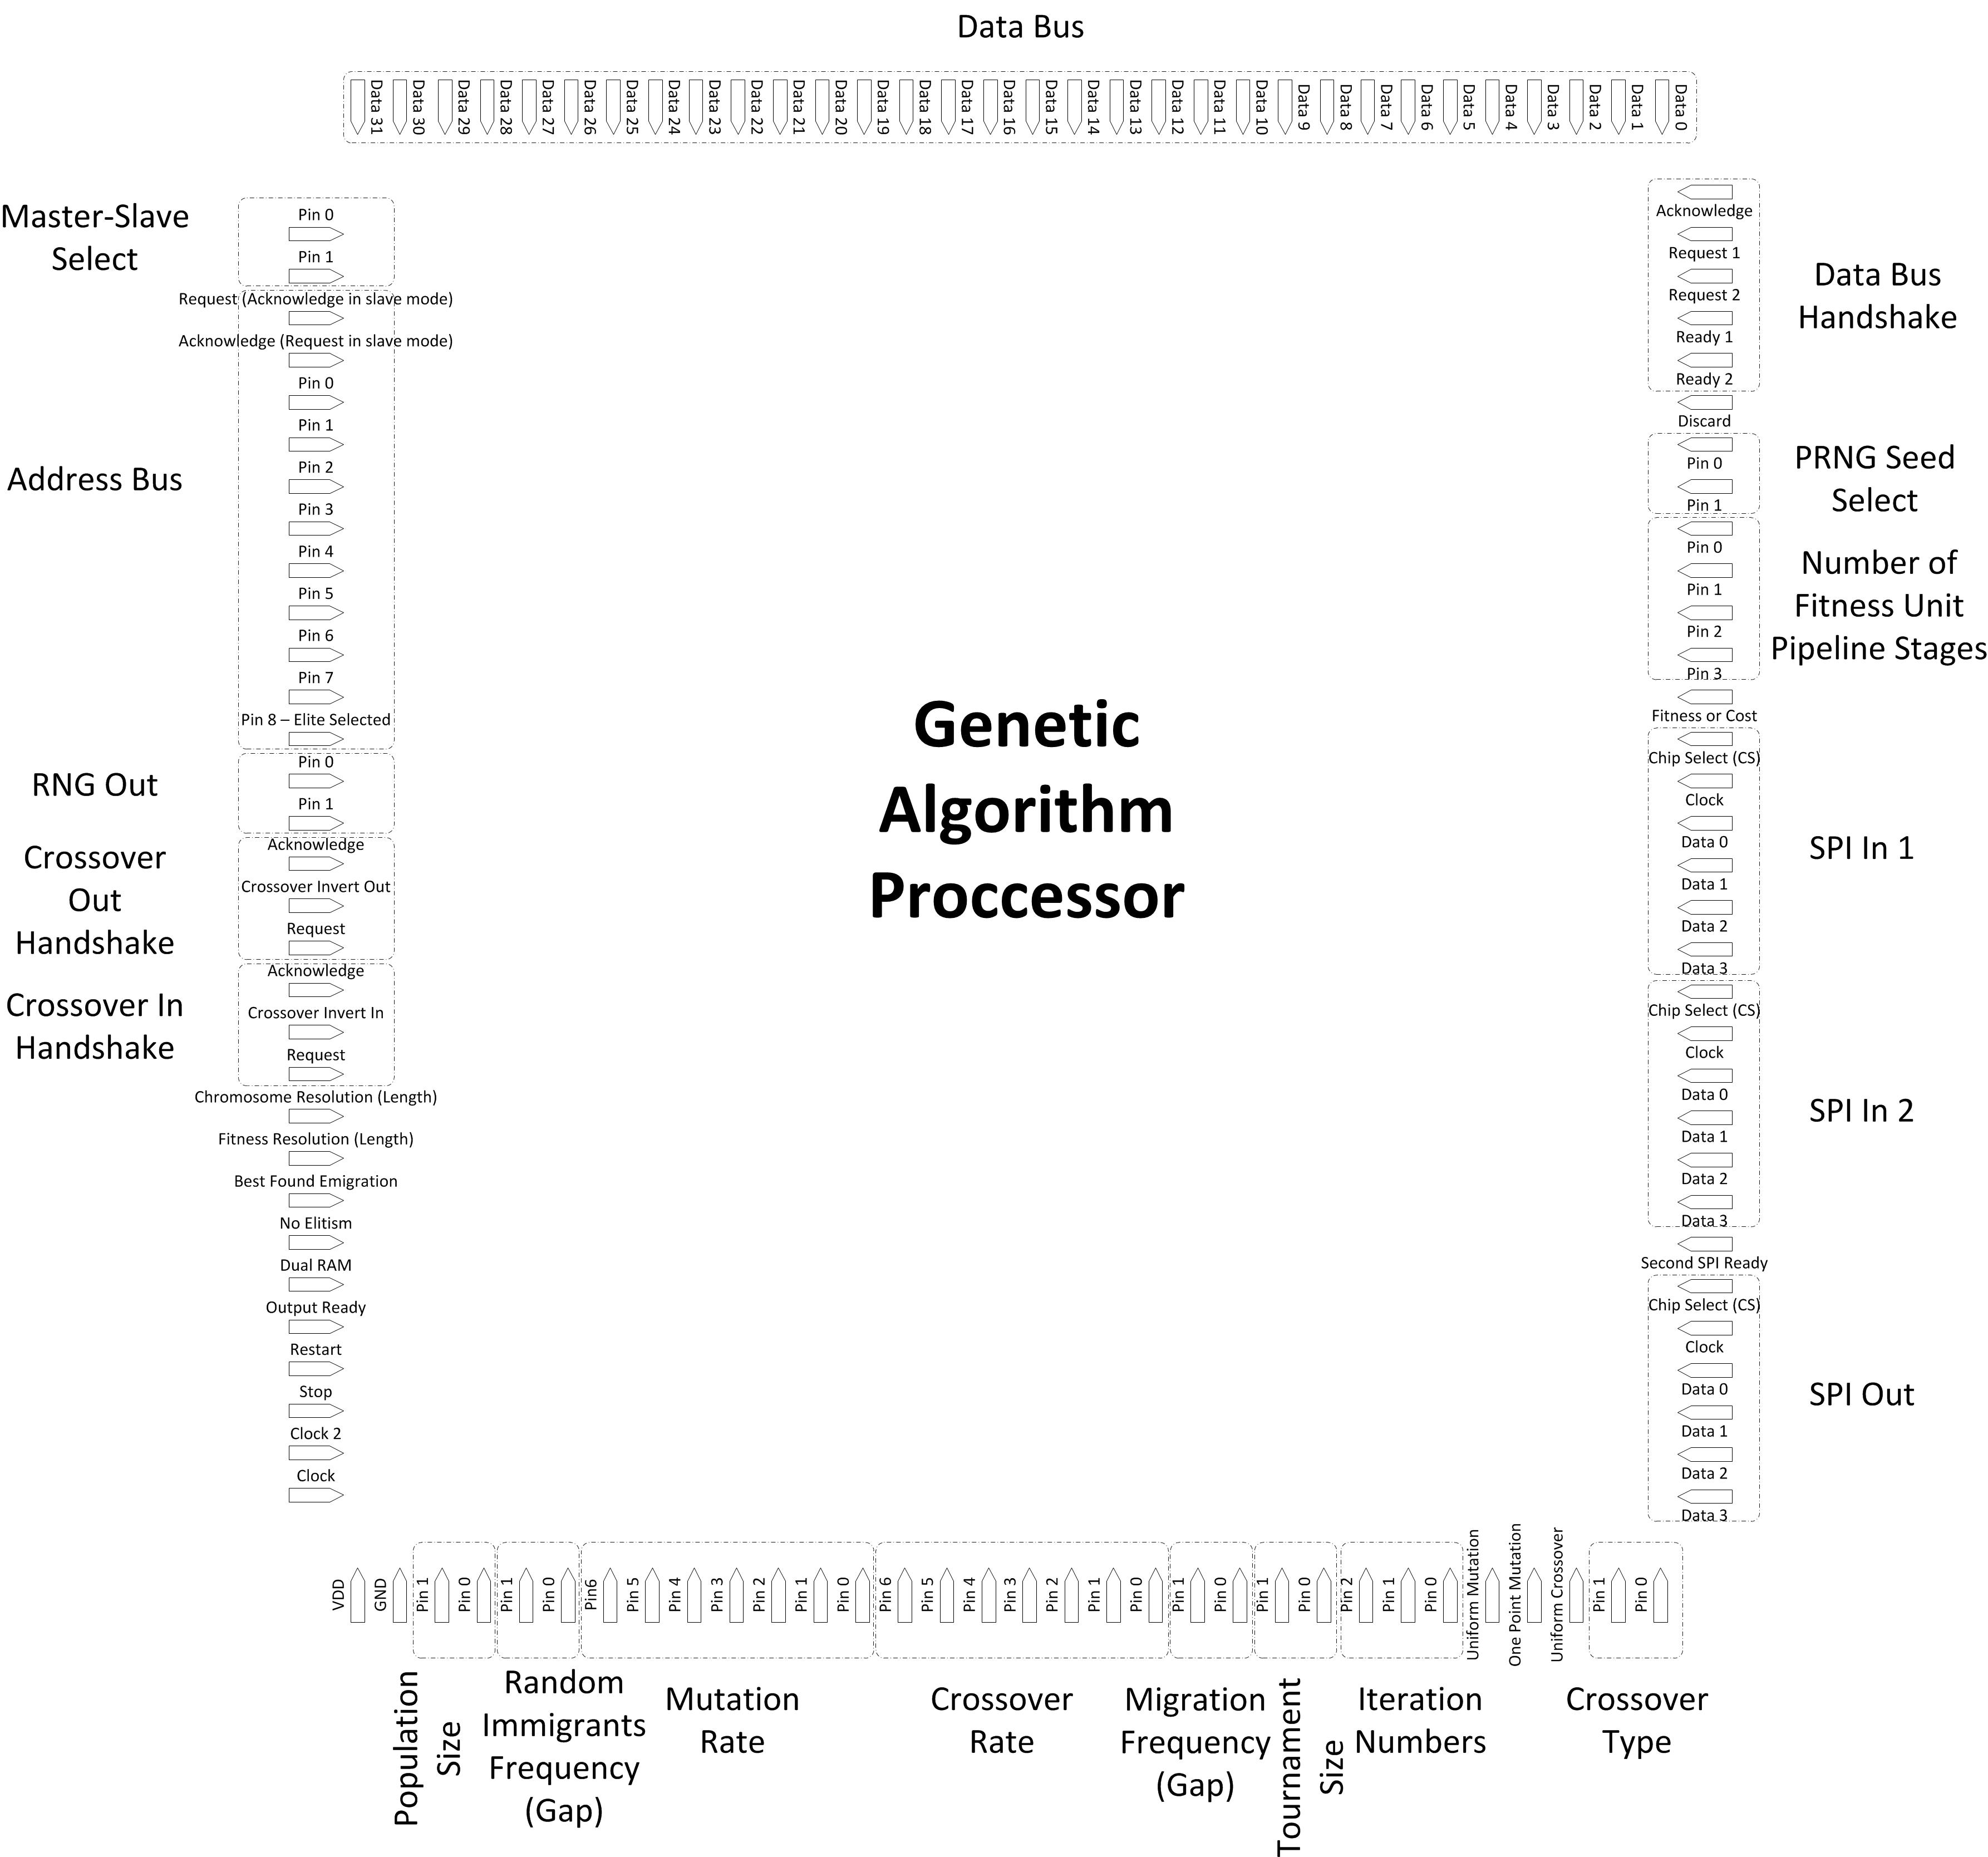 Data Bus
Data 31
Data 30
Data 29
Data 28
Data 27
Data 26
Data 25
Data 24
Data 23
Data 22
Data 21
Data 20
Data 19
Data 18
Data 17
Data 16
Data 15
Data 14
Data 13
Data 12
Data 11
Data 10
Data 9
Data 8
Data 7
Data 6
Data 5
Data 4
Data 3
Data 2
Data 1
Data 0
Master-Slave
Select
Pin 0
Pin 1
Address Bus
Request (Acknowledge in slave mode)
Acknowledge (Request in slave mode)
Pin 0
Pin 1
Pin 2
Pin 3
Pin 4
Pin 5
Pin 6
Pin 7
Pin 8 – Elite Selected
RNG Out
Pin 0
Pin 1
Crossover
Out
Handshake
Acknowledge
Crossover Invert Out
Request
Crossover In
Handshake
Acknowledge
Crossover Invert In
Request
Chromosome Resolution (Length)
Fitness Resolution (Length)
Best Found Emigration
No Elitism
Dual RAM
Output Ready
Restart
Stop
Clock 2
Clock
Genetic
Algorithm
Proccessor
Acknowledge
Request 1
Request 2
Ready 1
Ready 2
Data Bus
Handshake
Discard
Pin 0
Pin 1
PRNG Seed
Select
Pin 0
Pin 1
Pin 2
Pin 3
Number of
Fitness Unit
Pipeline Stages
Fitness or Cost
Chip Select (CS)
Clock
Data 0
Data 1
Data 2
Data 3
SPI In 1
Chip Select (CS)
Clock
Data 0
Data 1
Data 2
Data 3
SPI In 2
Second SPI Ready
Chip Select (CS)
Clock
Data 0
Data 1
Data 2
Data 3
SPI Out
VDD
GND
Pin 1
Pin 0
Pin 1
Pin 0
Pin6
Pin 5
Pin 4
Pin 3
Pin 2
Pin 1
Pin 0
Pin 6
Pin 5
Pin 4
Pin 3
Pin 2
Pin 1
Pin 0
Pin 1
Pin 0
Pin 1
Pin 0
Pin 2
Pin 1
Pin 0
Uniform Mutation
One Point Mutation
Uniform Crossover
Pin 1
Pin 0
Population
Size
Random
Immigrants
Frequency
(Gap)
Mutation
Rate
Crossover
Rate
Migration
Frequency
(Gap)
Tournament
Size
Iteration
Numbers
Crossover
Type